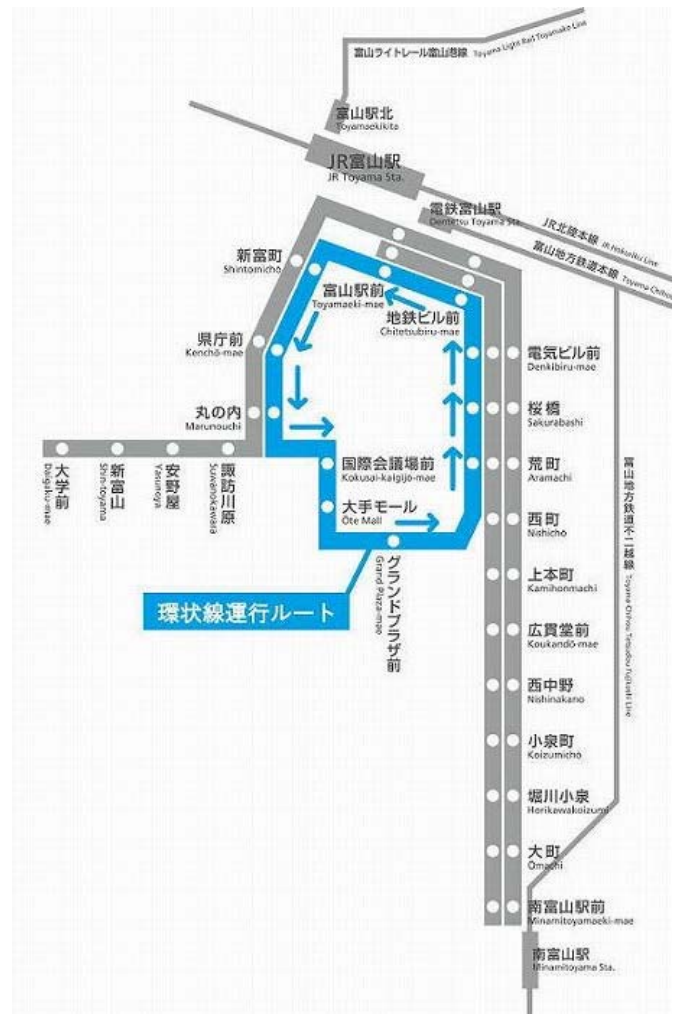 富山ライトレール富山港線 Toyama Light Rail Toyamako Line
富山駅北
Toyamaekikita
JR富山駅
JR Toyama Sta.
電鉄富山駅
Dentetsu Toyama Sta.
JR北陸本線 JR Hokuriku Line
富山地方鉄道本線 Toyama Chiho
新富町
Shintomichō
富山駅前
Toyamaeki-mae
地鉄ビル前
Chitetsubiru-mae
県庁前
Kenchō-mae
電気ビル前
Denkibiru-mae
丸の内
Marunouchi
桜橋
Sakurabashi
国際会議場前
Kokusai-kaigijō-mae
荒町
Aramachi
大学前
Daigaku-mae
新富山
Shin-toyama
安野屋
Yasunoya
諏訪川原
Suwanokawara
大手モール
Ōte Mall
西町
Nishichō
グランドプラザ前
Grand Plaza-mae
環状線運行ルート
上本町
Kamihonmachi
広貫堂前
Koukandō-mae
西中野
Nishinakano
小泉町
Koizumichō
堀川小泉
Horikawakoizumi
大町
Ōmachi
南富山駅前
Minamitoyamaeki-mae
南富山駅
Minamitoyama Sta.
富山地方鉄道不二越線